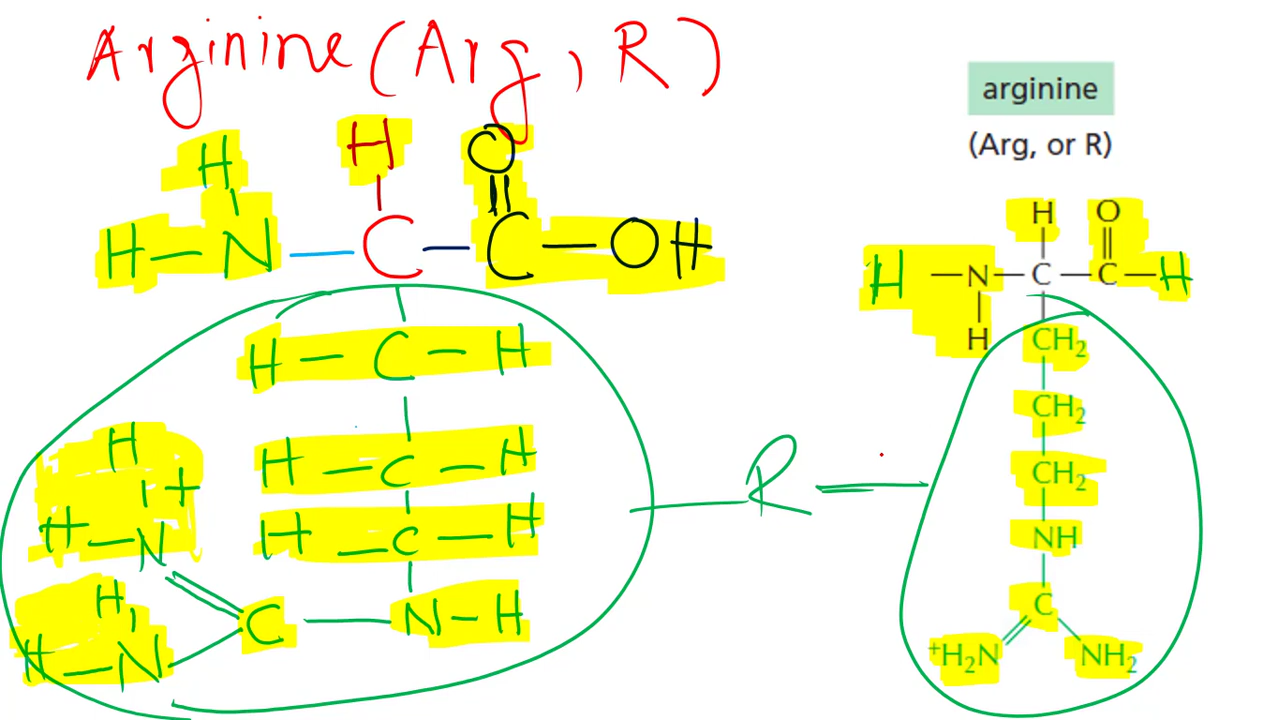 Arginine (Arg, R)
arginine
(Arg, or R)
H
H
O
H – N – C – C – OH
H – C – H
H – C – H
H – C – H
N – H
C
H
+
H – N
H
H – N
R
H
O
H – N – C – C – H
H
CH₂
CH₂
CH₂
NH
C
⁺H₂N
NH₂